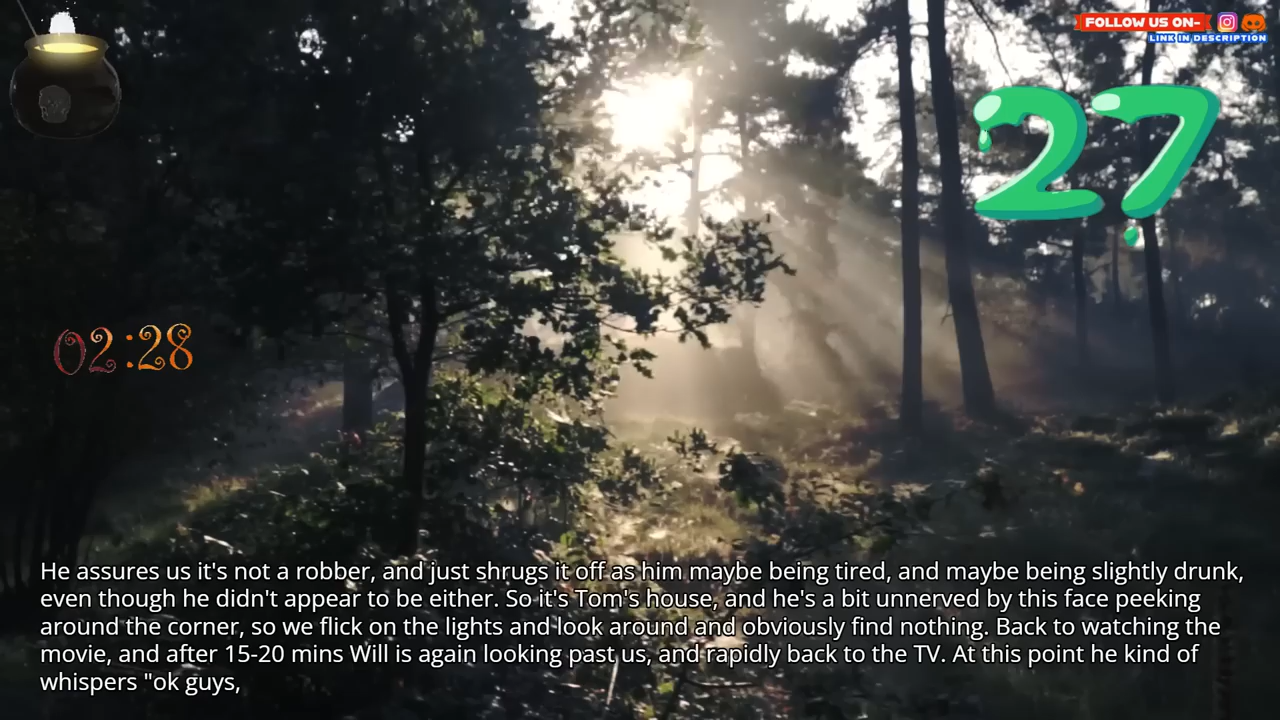 FOLLOW US ON-
LINK IN DESCRIPTION
27
02:28
He assures us it's not a robber, and just shrugs it off as him maybe being tired, and maybe being slightly drunk,
even though he didn't appear to be either. So it's Tom's house, and he's a bit unnerved by this face peeking
around the corner, so we flick on the lights and look around and obviously find nothing. Back to watching the
movie, and after 15-20 mins Will is again looking past us, and rapidly back to the TV. At this point he kind of
whispers "ok guys,